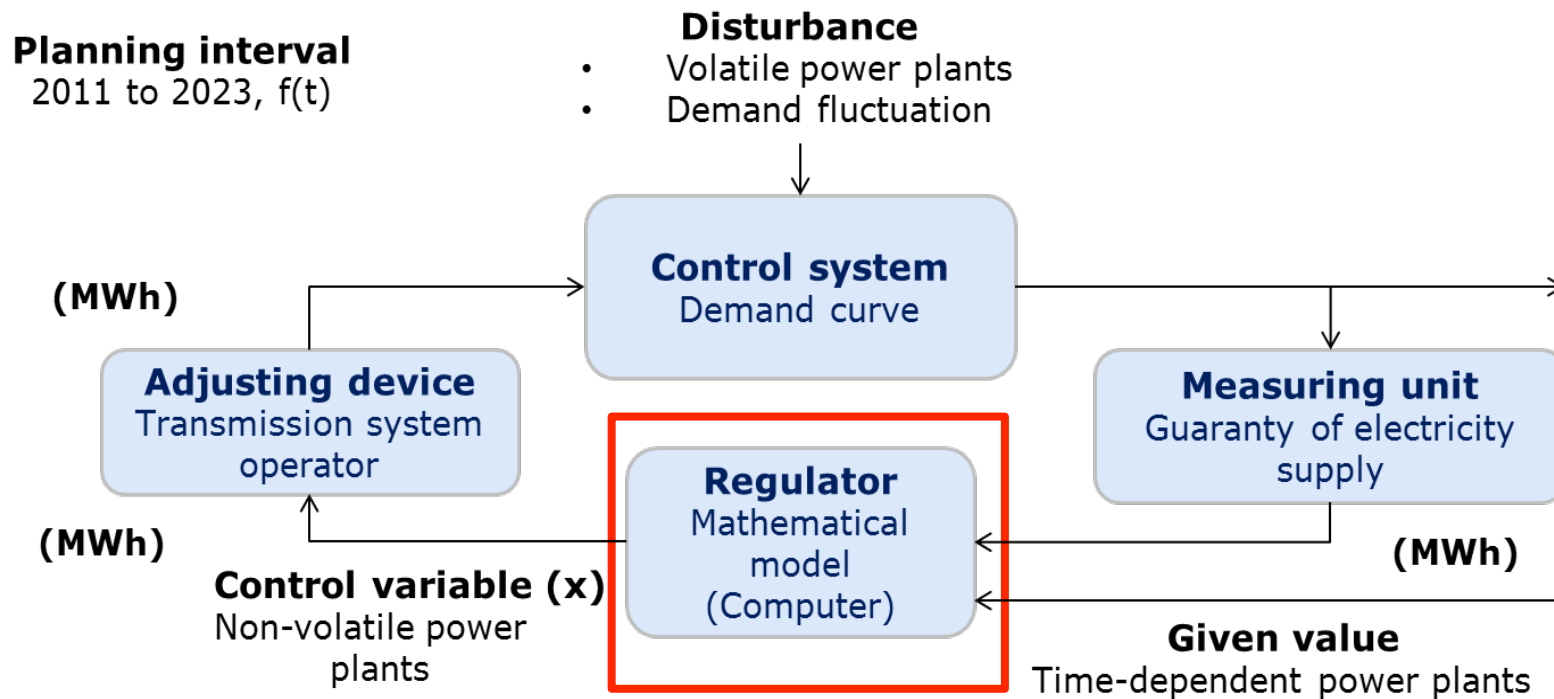 Planning interval
2011 to 2023, f(t)
Disturbance
• Volatile power plants
• Demand fluctuation
Control system
Demand curve
(MWh)
Adjusting device
Transmission system
operator
Measuring unit
Guaranty of electricity
supply
Regulator
Mathematical
model
(Computer)
(MWh)
(MWh)
Control variable (x)
Non-volatile power
plants
Given value
Time-dependent power plants